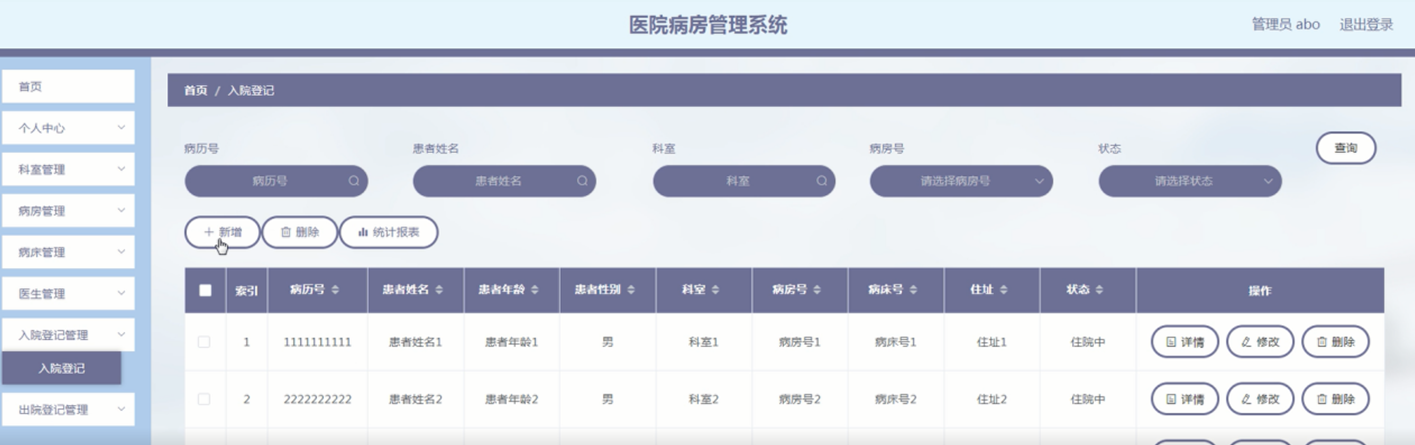 医院病房管理系统
管理员 abo 退出登录
首页
个人中心
科室管理
病房管理
病床管理
医生管理
入院登记管理
入院登记
出院登记管理
首页 / 入院登记
病历号 患者姓名 科室 病房号 状态 查询
病历号 患者姓名 科室 请选择病房号 请选择状态
新增 删除 统计报表
索引 病历号 患者姓名 患者年龄 患者性别 科室 病房号 病床号 住址 状态 操作
1 1111111111 患者姓名1 患者年龄1 男 科室1 病房号1 病床号1 住址1 住院中 详情 修改 删除
2 2222222222 患者姓名2 患者年龄2 男 科室2 病房号2 病床号2 住址2 住院中 详情 修改 删除